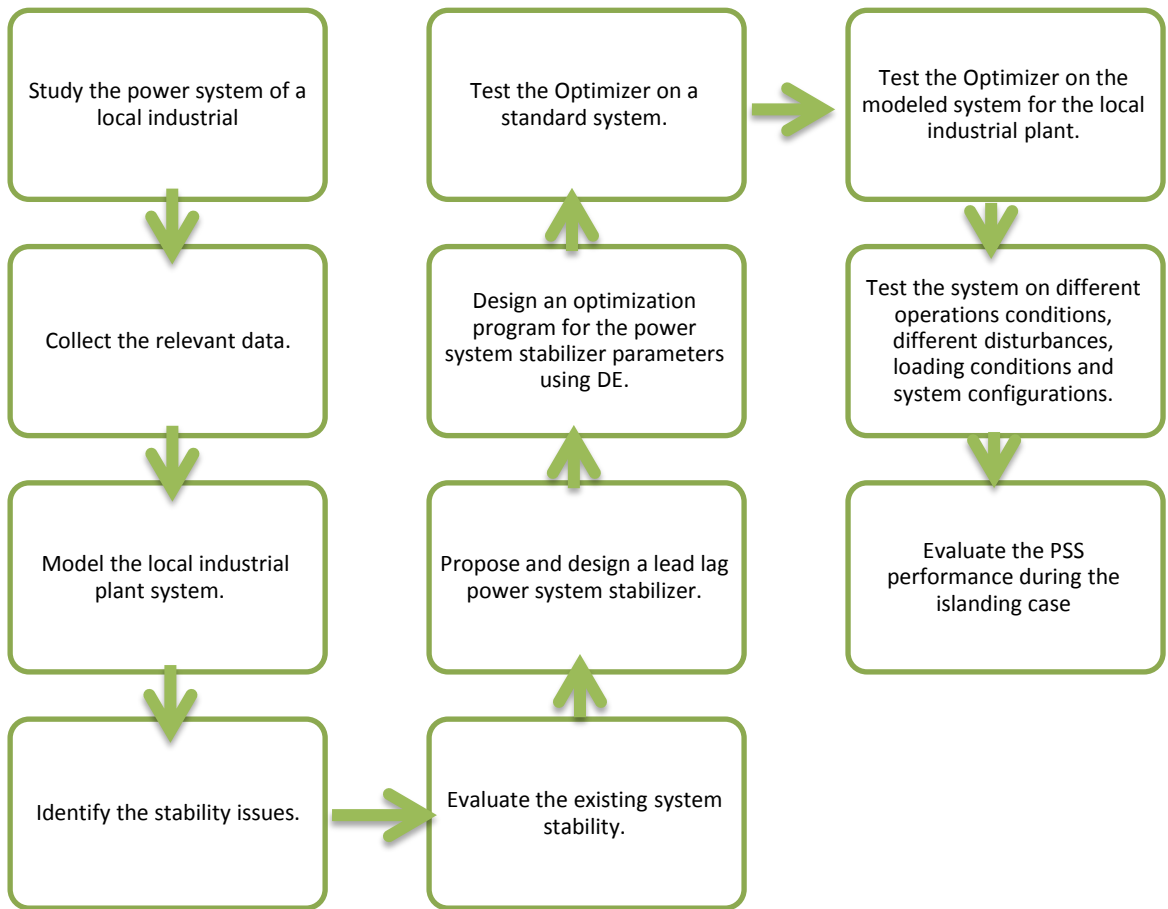 Study the power system of a
local industrial
Collect the relevant data.
Model the local industrial
plant system.
Identify the stability issues.
Evaluate the existing system
stability.
Propose and design a lead lag
power system stabilizer.
Design an optimization
program for the power
system stabilizer parameters
using DE.
Test the Optimizer on a
standard system.
Test the Optimizer on the
modeled system for the local
industrial plant.
Test the system on different
operations conditions,
different disturbances,
loading conditions and
system configurations.
Evaluate the PSS
performance during the
islanding case